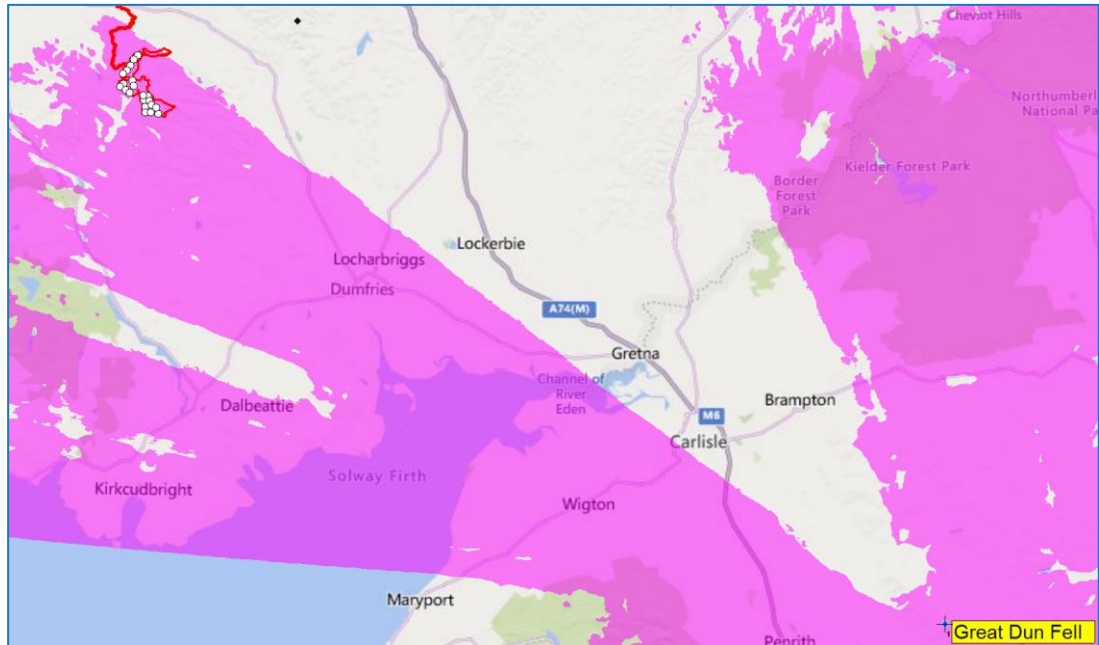 Cheviot Hills
Northumberl
National Pa
Kielder Forest Park
Border
Forest
Park
Lockerbie
Locharbriggs
Dumfries
A74(M)
Gretna
Channel of
River
Eden
Brampton
Dalbeattie
M6
Carlisle
Solway Firth
Kirkcudbright
Wigton
Maryport
Great Dun Fell
Penrith